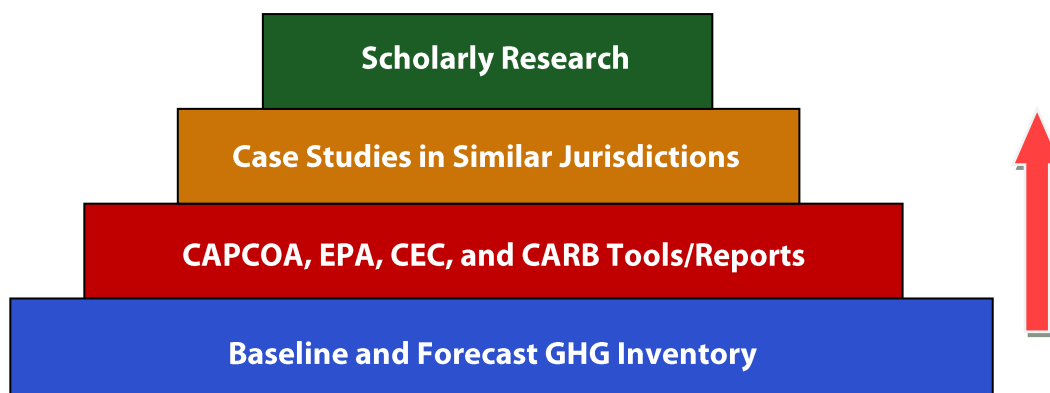 Scholarly Research
Case Studies in Similar Jurisdictions
CAPCOA, EPA, CEC, and CARB Tools/Reports
Baseline and Forecast GHG Inventory